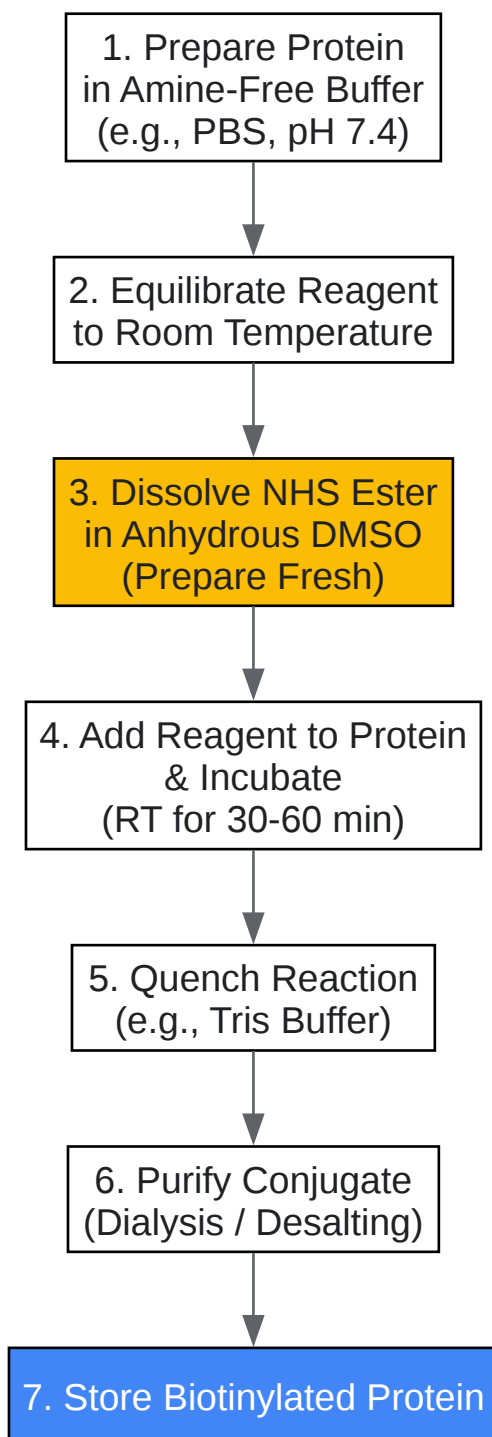 1. Prepare Protein
in Amine-Free Buffer
(e.g., PBS, pH 7.4)
2. Equilibrate Reagent
to Room Temperature
3. Dissolve NHS Ester
in Anhydrous DMSO
(Prepare Fresh)
4. Add Reagent to Protein
& Incubate
(RT for 30-60 min)
5. Quench Reaction
(e.g., Tris Buffer)
6. Purify Conjugate
(Dialysis / Desalting)
7. Store Biotinylated Protein